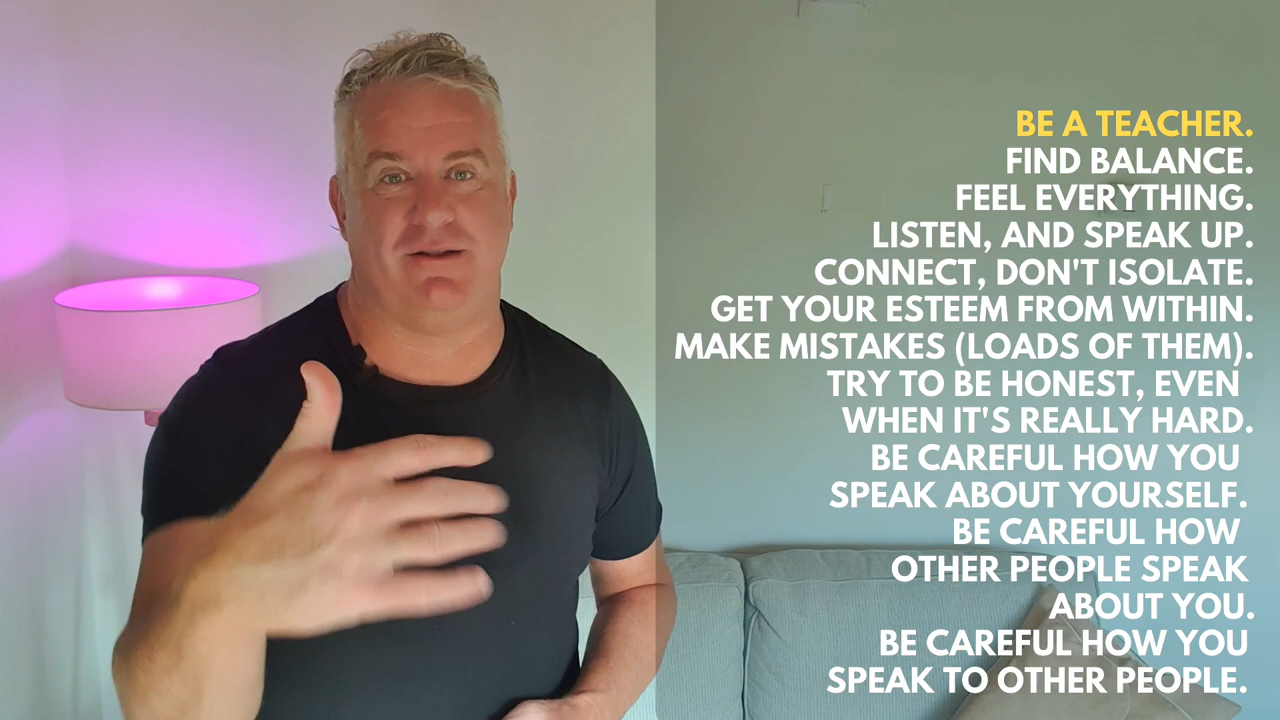 BE A TEACHER.
FIND BALANCE.
FEEL EVERYTHING.
LISTEN, AND SPEAK UP.
CONNECT, DON'T ISOLATE.
GET YOUR ESTEEM FROM WITHIN.
MAKE MISTAKES (LOADS OF THEM).
TRY TO BE HONEST, EVEN
WHEN IT'S REALLY HARD.
BE CAREFUL HOW YOU
SPEAK ABOUT YOURSELF.
BE CAREFUL HOW
OTHER PEOPLE SPEAK
ABOUT YOU.
BE CAREFUL HOW YOU
SPEAK TO OTHER PEOPLE.